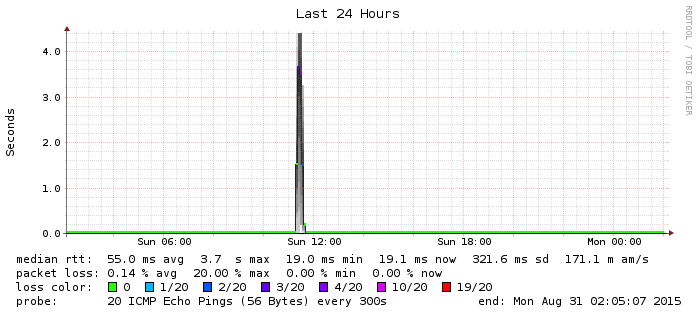 Last 24 Hours
RRDTOOL / TOBI OETIKER
Seconds
4.0
3.0
2.0
1.0
0.0
Sun 06:00 Sun 12:00 Sun 18:00 Mon 00:00
median rtt: 55.0 ms avg 3.7 s max 19.0 ms min 19.1 ms now 321.6 ms sd 171.1 m am/s
packet loss: 0.14 % avg 20.00 % max 0.00 % min 0.00 % now
loss color: 0 1/20 2/20 3/20 4/20 10/20 19/20
probe: 20 ICMP Echo Pings (56 Bytes) every 300s end: Mon Aug 31 02:05:07 2015